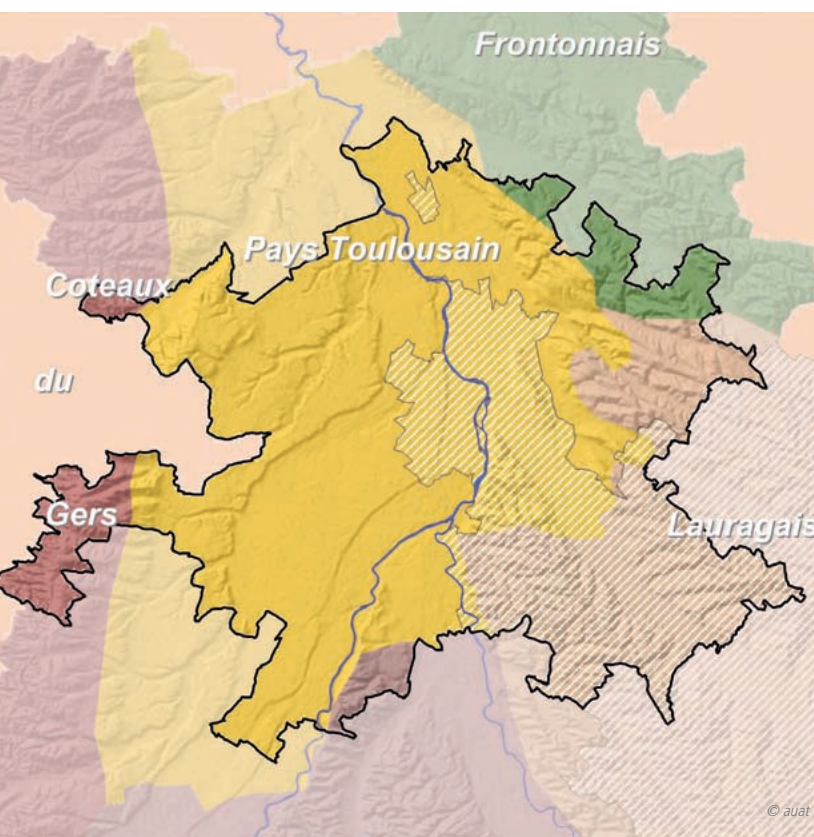 Frontonnais
Pays Toulousain
Coteaux
du
Gers
Lauragais
© auat